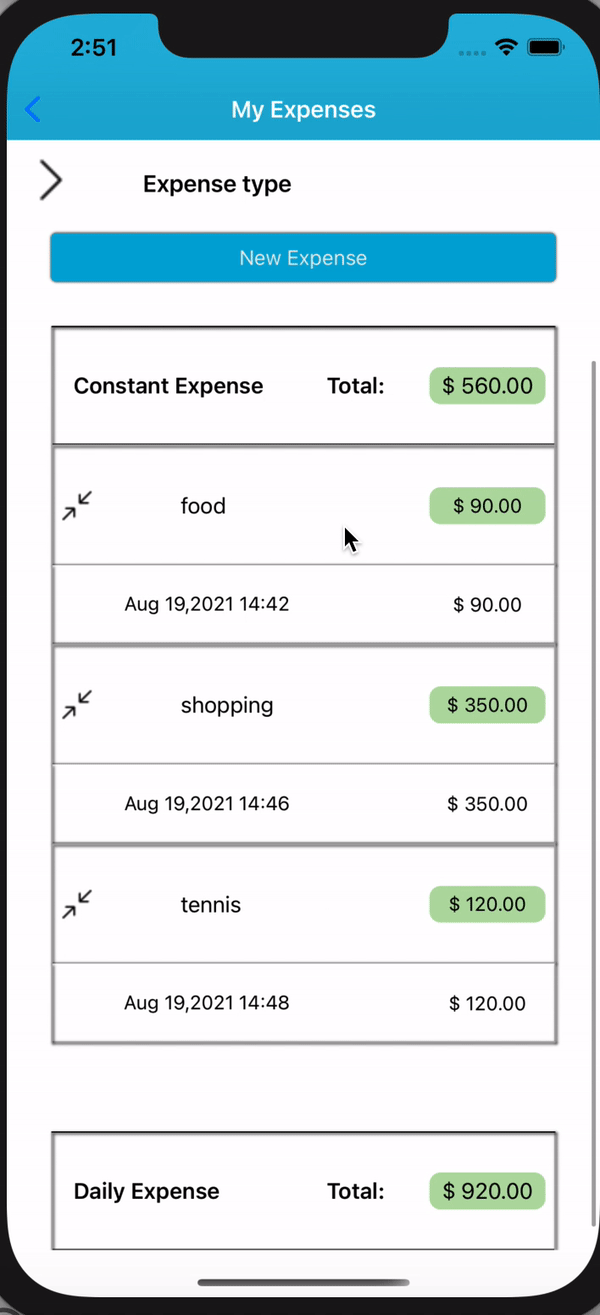 2:51
My Expenses
Expense type
New Expense
Constant Expense Total: $ 560.00
food $ 90.00
Aug 19,2021 14:42 $ 90.00
shopping $ 350.00
Aug 19,2021 14:46 $ 350.00
tennis $ 120.00
Aug 19,2021 14:48 $ 120.00
Daily Expense Total: $ 920.00